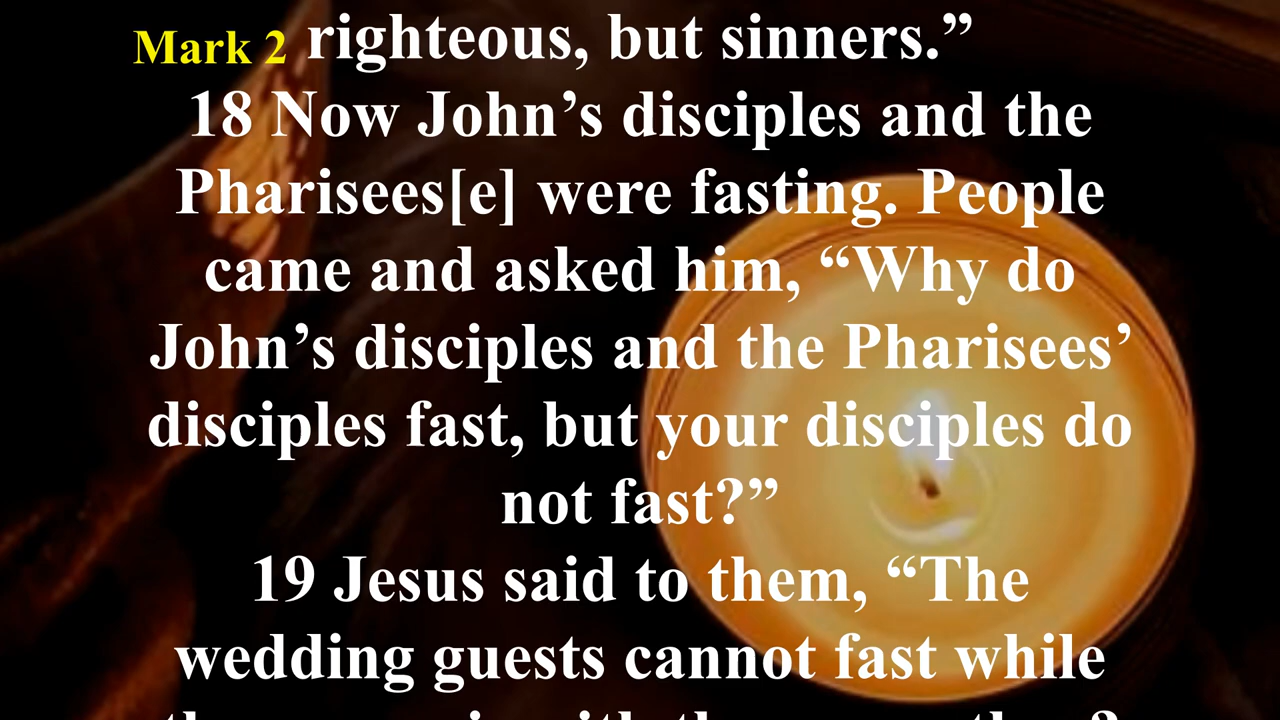 Mark 2
righteous, but sinners.”
18 Now John’s disciples and the
Pharisees[e] were fasting. People
came and asked him, “Why do
John’s disciples and the Pharisees’
disciples fast, but your disciples do
not fast?”
19 Jesus said to them, “The
wedding guests cannot fast while